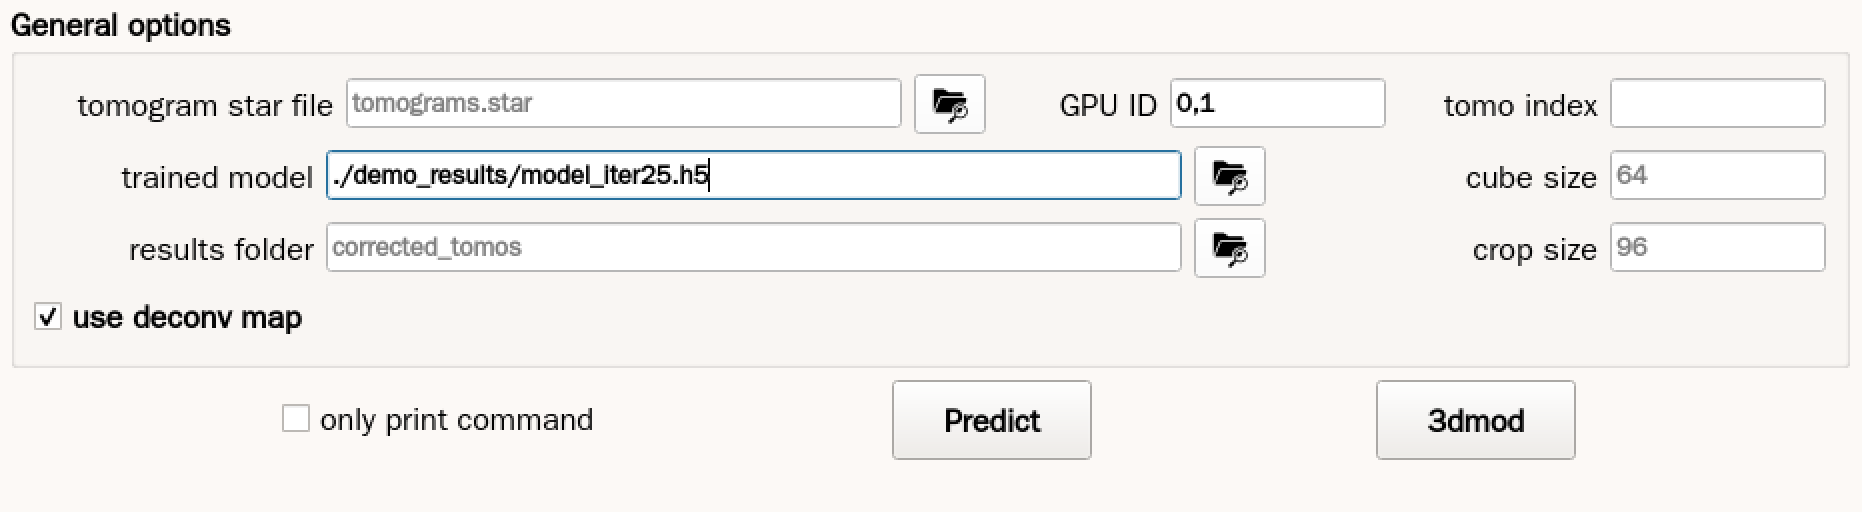 General options
tomogram star file tomograms.star GPU ID 0,1 tomo index
trained model ./demo_results/model_iter25.h5 cube size 64
results folder corrected_tomos crop size 96
use deconv map
only print command Predict 3dmod